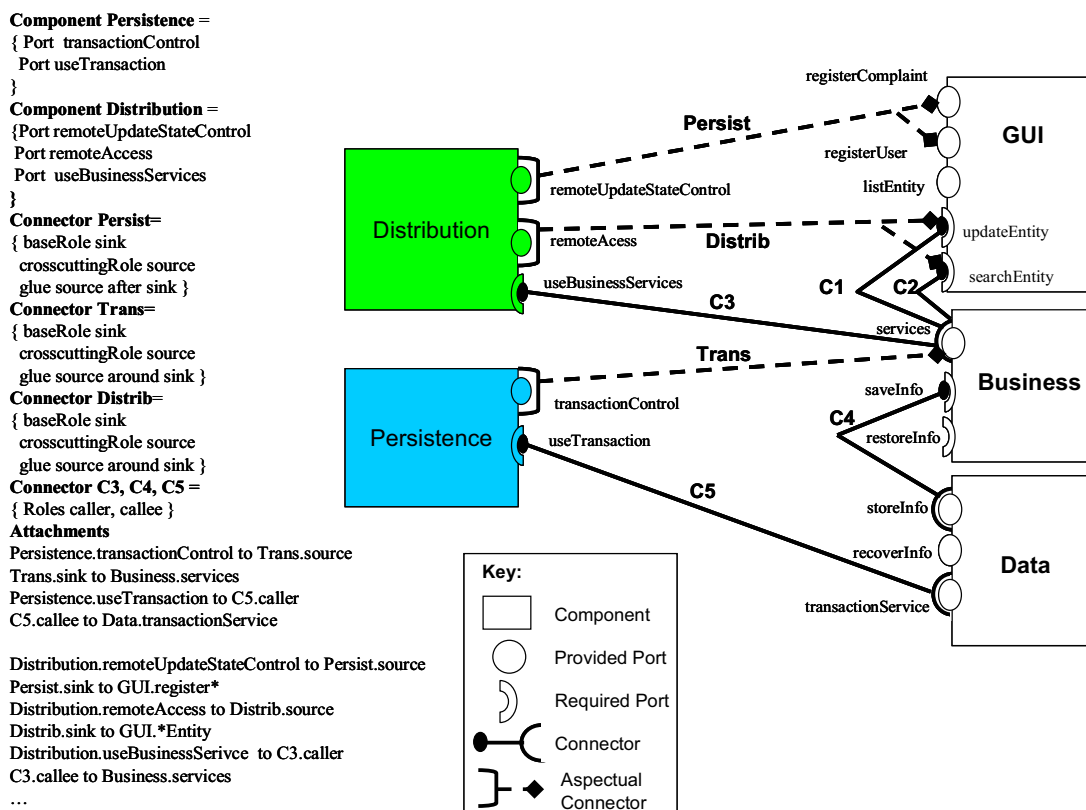 Component Persistence =
{ Port transactionControl
Port useTransaction
}
Component Distribution =
{Port remoteUpdateStateControl
Port remoteAccess
Port useBusinessServices
}
Connector Persist=
{ baseRole sink
crosscuttingRole source
glue source after sink }
Connector Trans=
{ baseRole sink
crosscuttingRole source
glue source around sink }
Connector Distrib=
{ baseRole sink
crosscuttingRole source
glue source around sink }
Connector C3, C4, C5 =
{ Roles caller, callee }
Attachments
Persistence.transactionControl to Trans.source
Trans.sink to Business.services
Persistence.useTransaction to C5.caller
C5.callee to Data.transactionService
Distribution.remoteUpdateStateControl to Persist.source
Persist.sink to GUI.register*
Distribution.remoteAccess to Distrib.source
Distrib.sink to GUI.*Entity
Distribution.useBusinessSerivce to C3.caller
C3.callee to Business.services
...
Distribution
remoteUpdateStateControl
remoteAcess
useBusinessServices
Persistence
transactionControl
useTransaction
Persist
Distrib
C1
C2
C3
Trans
C4
C5
registerComplaint
GUI
registerUser
listEntity
updateEntity
searchEntity
services
Business
saveInfo
restoreInfo
storeInfo
recoverInfo
Data
transactionService
Key:
Component
Provided Port
Required Port
Connector
Aspectual
Connector